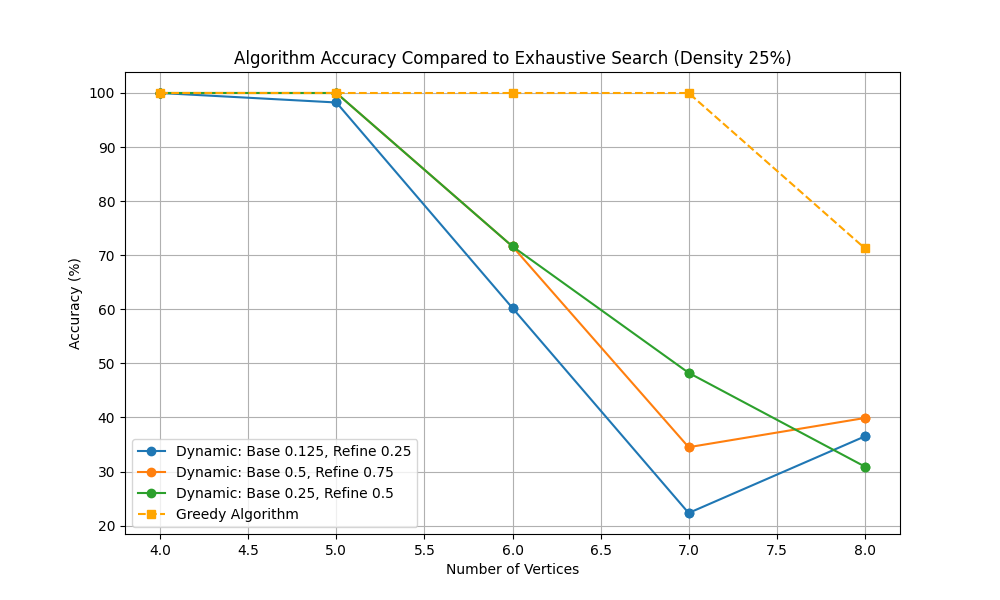 Algorithm Accuracy Compared to Exhaustive Search (Density 25%)
100
90
80
70
60
50
40
30
20
Accuracy (%)
Dynamic: Base 0.125, Refine 0.25
Dynamic: Base 0.5, Refine 0.75
Dynamic: Base 0.25, Refine 0.5
Greedy Algorithm
4.0 4.5 5.0 5.5 6.0 6.5 7.0 7.5 8.0
Number of Vertices